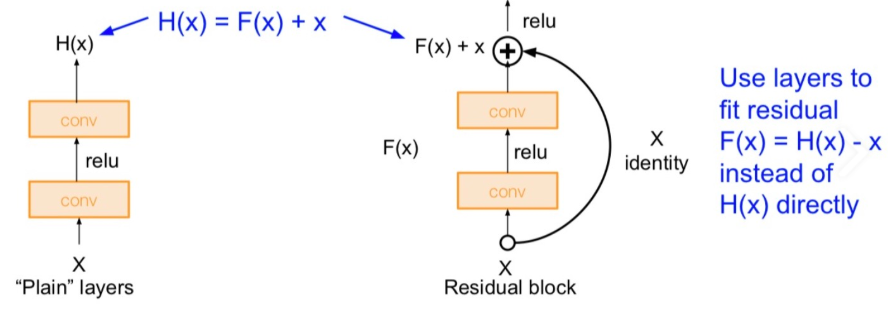 H(x) = F(x) + x
H(x)
conv
relu
conv
X
"Plain" layers
relu
F(x) + x
+
conv
F(x)
relu
conv
X
identity
X
Residual block
Use layers to
fit residual
F(x) = H(x) - x
instead of
H(x) directly